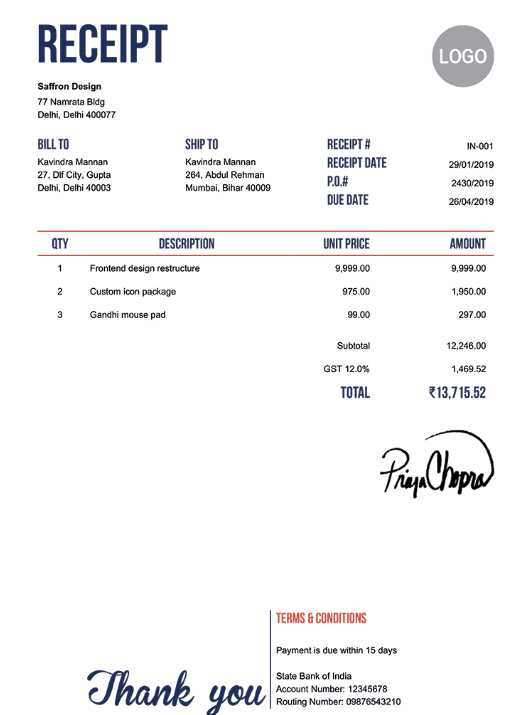 RECEIPT
LOGO
Saffron Design
77 Namrata Bldg
Delhi, Delhi 400077
BILL TO
Kavindra Mannan
27, Dlf City, Gupta
Delhi, Delhi 40003
SHIP TO
Kavindra Mannan
264, Abdul Rehman
Mumbai, Bihar 40009
RECEIPT # IN-001
RECEIPT DATE 29/01/2019
P.O.# 2430/2019
DUE DATE 26/04/2019
QTY DESCRIPTION UNIT PRICE AMOUNT
1 Frontend design restructure 9,999.00 9,999.00
2 Custom icon package 975.00 1,950.00
3 Gandhi mouse pad 99.00 297.00
Subtotal 12,246.00
GST 12.0% 1,469.52
TOTAL ₹13,715.52
Priya Chopra
TERMS & CONDITIONS
Payment is due within 15 days
State Bank of India
Account Number: 12345678
Routing Number: 09876543210
Thank you